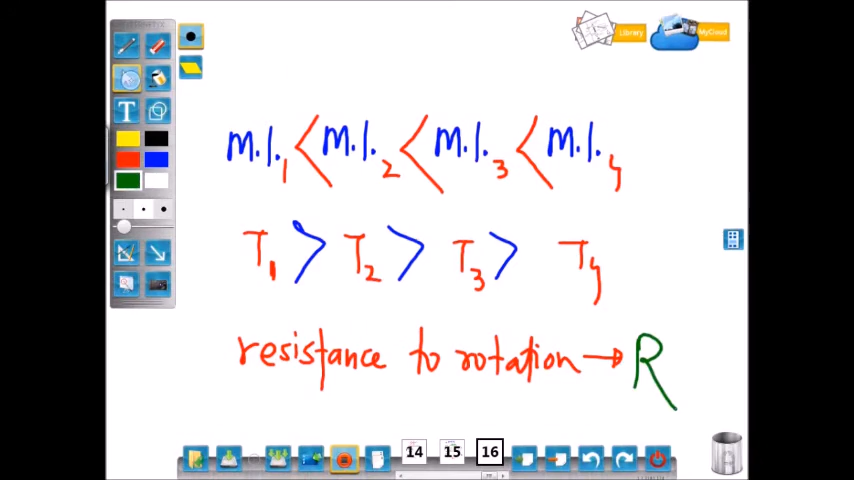 Library
MyCloud
M.I.₁ < M.I.₂ < M.I.₃ < M.I.₄
T₁ > T₂ > T₃ > T₄
resistance to rotation → R
T
14 15 16